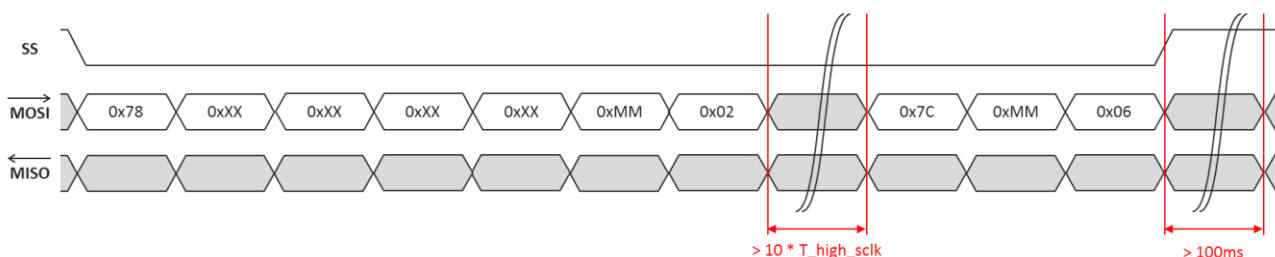 SS
MOSI 0x78 0xXX 0xXX 0xXX 0xXX 0xMM 0x02 0x7C 0xMM 0x06
MISO
> 10 * T_high_sclk > 100ms